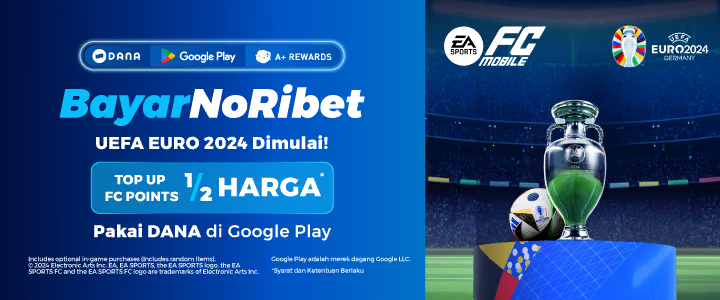 DANA Google Play A+ REWARDS
BayarNoRibet
UEFA EURO 2024 Dimulai!
TOP UP
FC POINTS 1/2 HARGA*
Pakai DANA di Google Play
Includes optional in-game purchases (includes random items).
© 2024 Electronic Arts Inc. EA, EA SPORTS, the EA SPORTS logo, the EA
SPORTS FC and the EA SPORTS FC logo are trademarks of Electronic Arts Inc.
Google Play adalah merek dagang Google LLC.
*Syarat dan Ketentuan Berlaku
EA
SPORTS
FC
MOBILE
UEFA
EURO2024
GERMANY